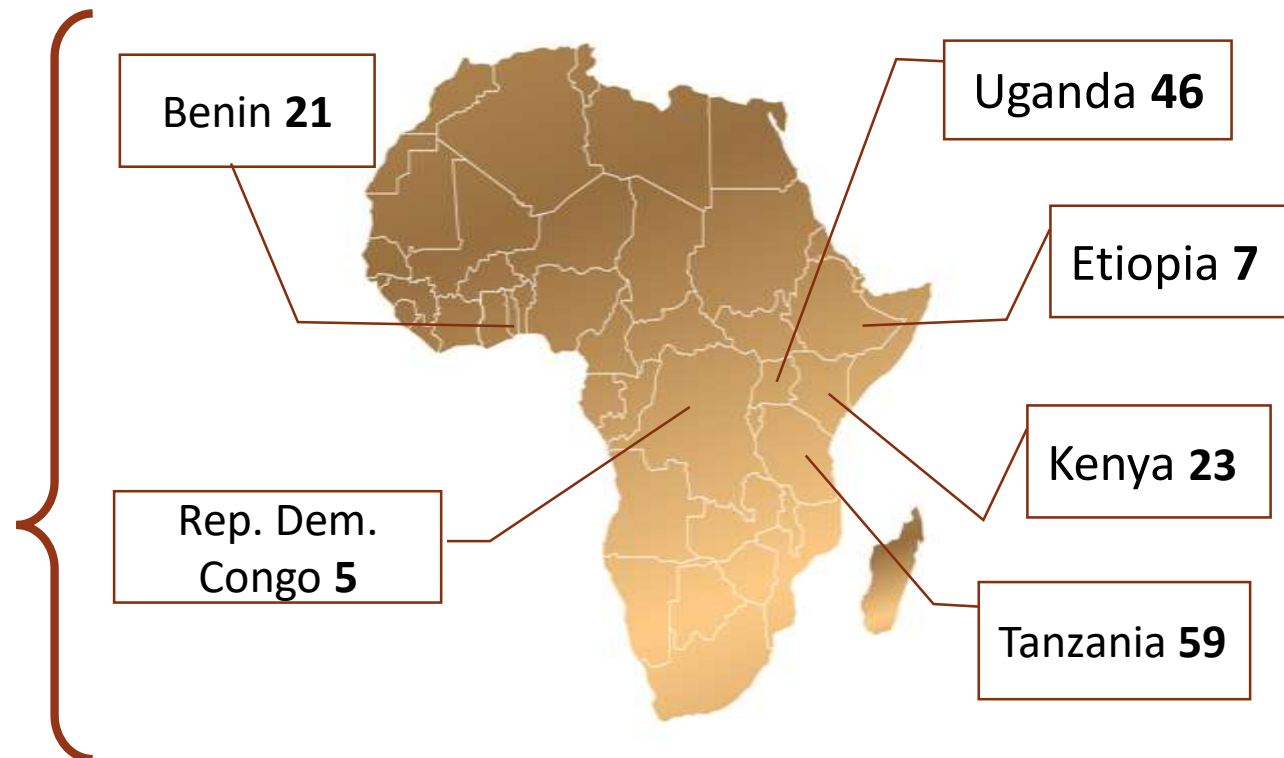 Benin 21
Uganda 46
Etiopia 7
Kenya 23
Rep. Dem.
Congo 5
Tanzania 59